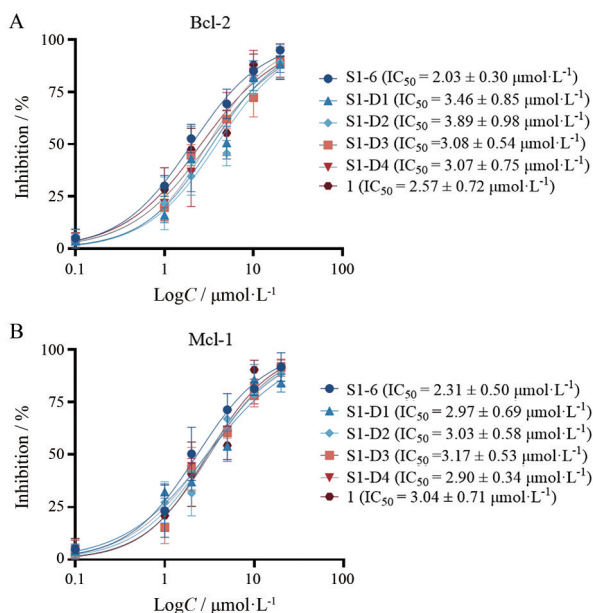 A
Bcl-2
100
75
50
25
0
Inhibition / %
0.1
1
10
100
LogC / μmol·L⁻¹
S1-6 (IC₅₀ = 2.03 ± 0.30 μmol·L⁻¹)
S1-D1 (IC₅₀ = 3.46 ± 0.85 μmol·L⁻¹)
S1-D2 (IC₅₀ = 3.89 ± 0.98 μmol·L⁻¹)
S1-D3 (IC₅₀ =3.08 ± 0.54 μmol·L⁻¹)
S1-D4 (IC₅₀ = 3.07 ± 0.75 μmol·L⁻¹)
1 (IC₅₀ = 2.57 ± 0.72 μmol·L⁻¹)
B
Mcl-1
100
75
50
25
0
Inhibition / %
0.1
1
10
100
LogC / μmol·L⁻¹
S1-6 (IC₅₀ = 2.31 ± 0.50 μmol·L⁻¹)
S1-D1 (IC₅₀ = 2.97 ± 0.69 μmol·L⁻¹)
S1-D2 (IC₅₀ = 3.03 ± 0.58 μmol·L⁻¹)
S1-D3 (IC₅₀ =3.17 ± 0.53 μmol·L⁻¹)
S1-D4 (IC₅₀ = 2.90 ± 0.34 μmol·L⁻¹)
1 (IC₅₀ = 3.04 ± 0.71 μmol·L⁻¹)